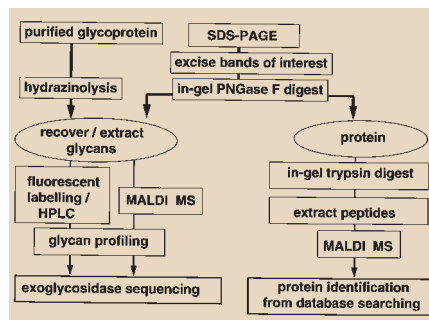 purified glycoprotein
SDS-PAGE
excise bands of interest
hydrazinolysis
in-gel PNGase F digest
recover / extract
glycans
protein
fluorescent
labelling /
HPLC
MALDI MS
in-gel trypsin digest
extract peptides
glycan profiling
MALDI MS
exoglycosidase sequencing
protein identification
from database searching